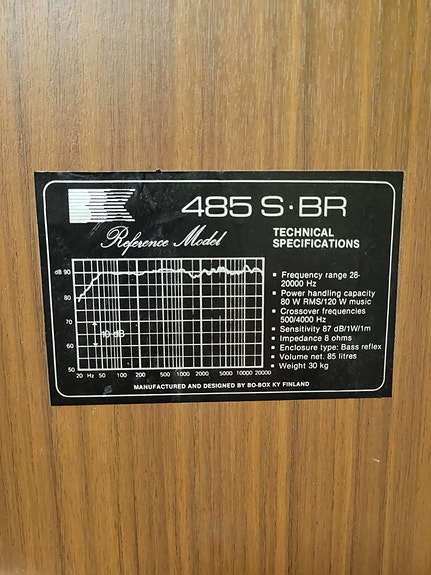 485 S·BR
Reference Model
TECHNICAL
SPECIFICATIONS
Frequency range 28-
20000 Hz
Power handling capacity
80 W RMS/120 W music
Crossover frequencies
500/4000 Hz
Sensitivity 87 dB/1W/1m
Impedance 8 ohms
Enclosure type: Bass reflex
Volume net. 85 litres
Weight 30 kg
dB 90
80
70
60
50
10 dB
20 Hz 50 100 200 500 1000 2000 5000 10000 20000
MANUFACTURED AND DESIGNED BY BO-BOX KY FINLAND